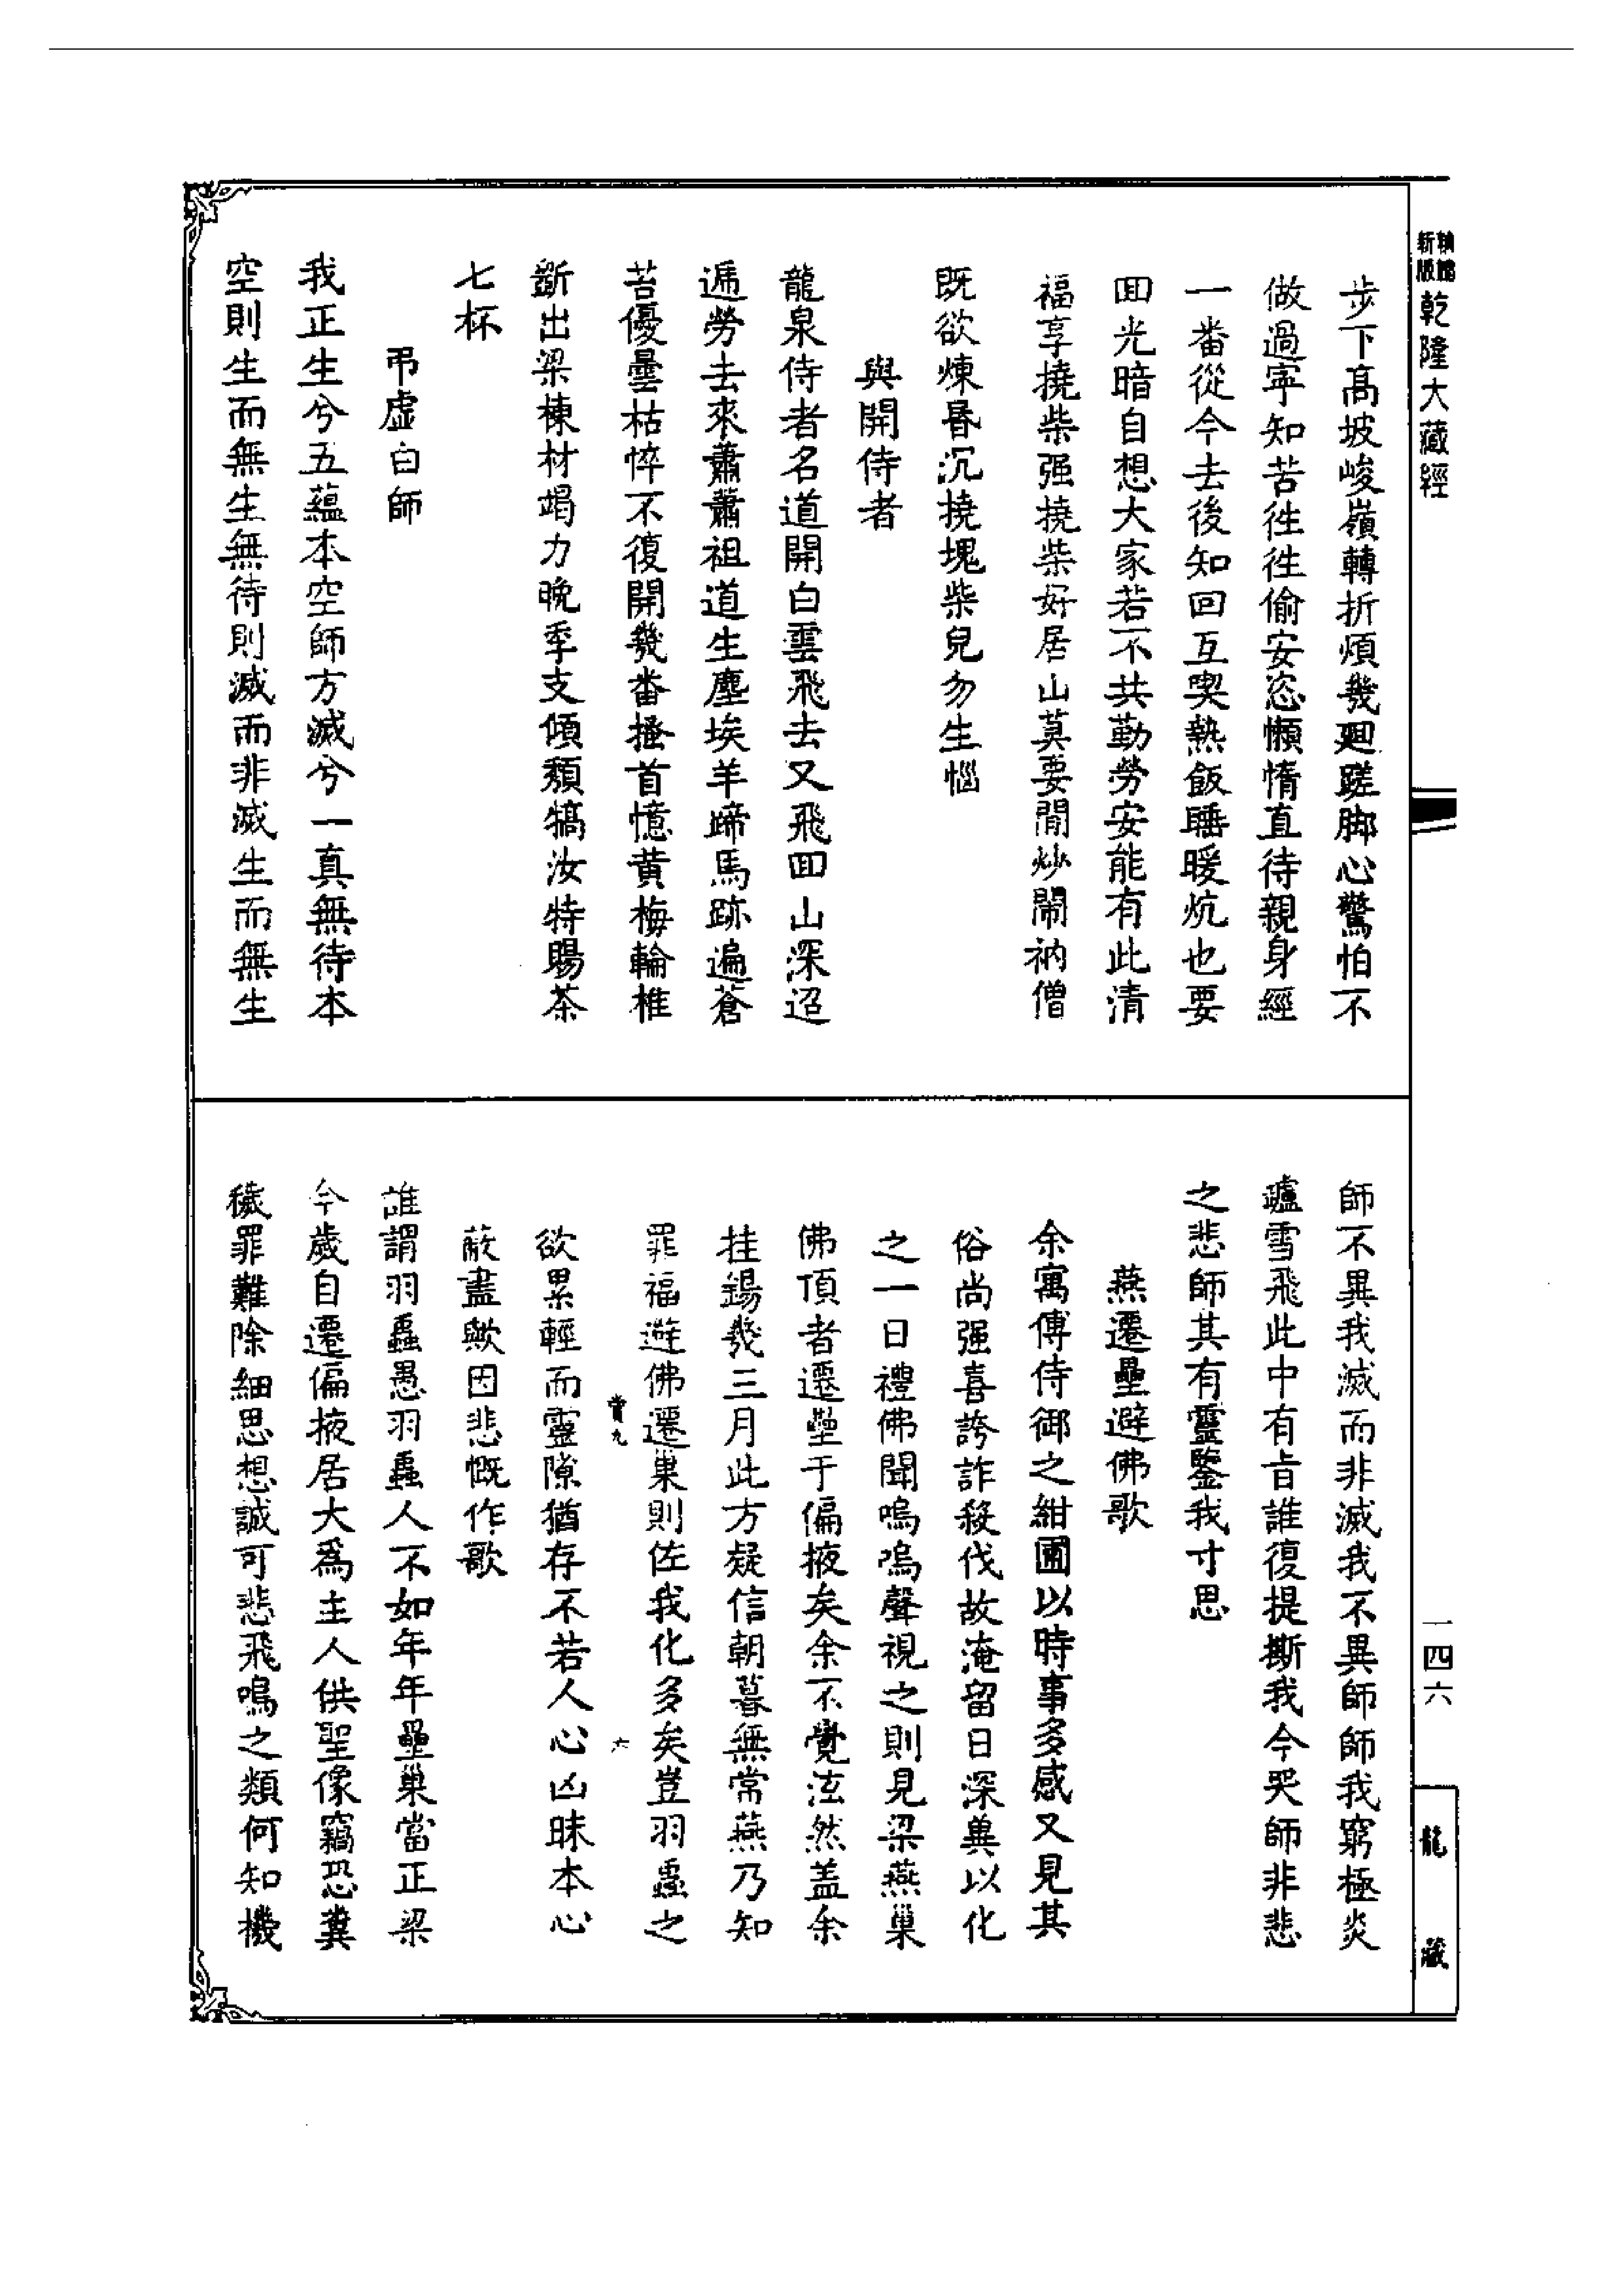 新版
乾隆大藏經
步下高坡峻嶺轉折煩幾廻蹉脚心驚怕不
做過寧知苦徃徃偷安恣懶惰直待親身經
一番從今去後知回互喫熱飯睡暖炕也要
囬光暗自想大家若不共勤勞安能有此清
福享撓柴强撓柴好居山莫要閙炒鬧衲僧
既欲煉昬沉撓塊柴兒勿生惱
與開侍者
龍泉侍者名道開白雲飛去又飛囬山深迢
遞勞去來蕭蕭祖道生塵埃羊蹄馬跡遍蒼
苔優曇枯悴不復開幾番搔首憶黃梅輪椎
斲出梁棟材竭力晚季支傾頹犒汝特賜茶
七杯
弔虛白師
我正生兮五蘊本空師方滅兮一真無待本
空則生而無生無待則滅而非滅生而無生
師不異我滅而非滅我不異師師我窮極炎
爐雪飛此中有旨誰復提撕我今哭師非悲
之悲師其有靈鑒我寸思
燕遷壘避佛歌
余寓傳侍御之紺園以時事多感又見其
俗尚强喜誇詐殺伐故淹留日深兾以化
之一日禮佛聞嗚嗚聲視之則見梁燕巢
佛頂者遷壘于偏掖矣余不覺泫然盖余
挂錫幾三月此方疑信朝暮無常燕乃知
罪福避佛遷巢則佐我化多矣豈羽蟲之
賞九
六
欲累輕而靈隙猶存不若人心凶昧本心
蔽盡歟因悲慨作歌
誰謂羽蟲愚羽蟲人不如年年壘巢當正梁
今歲自遷偏掖居大爲主人供聖像竊恐糞
穢罪難除細思想誠可悲飛鳴之類何知機
一四六
龍藏